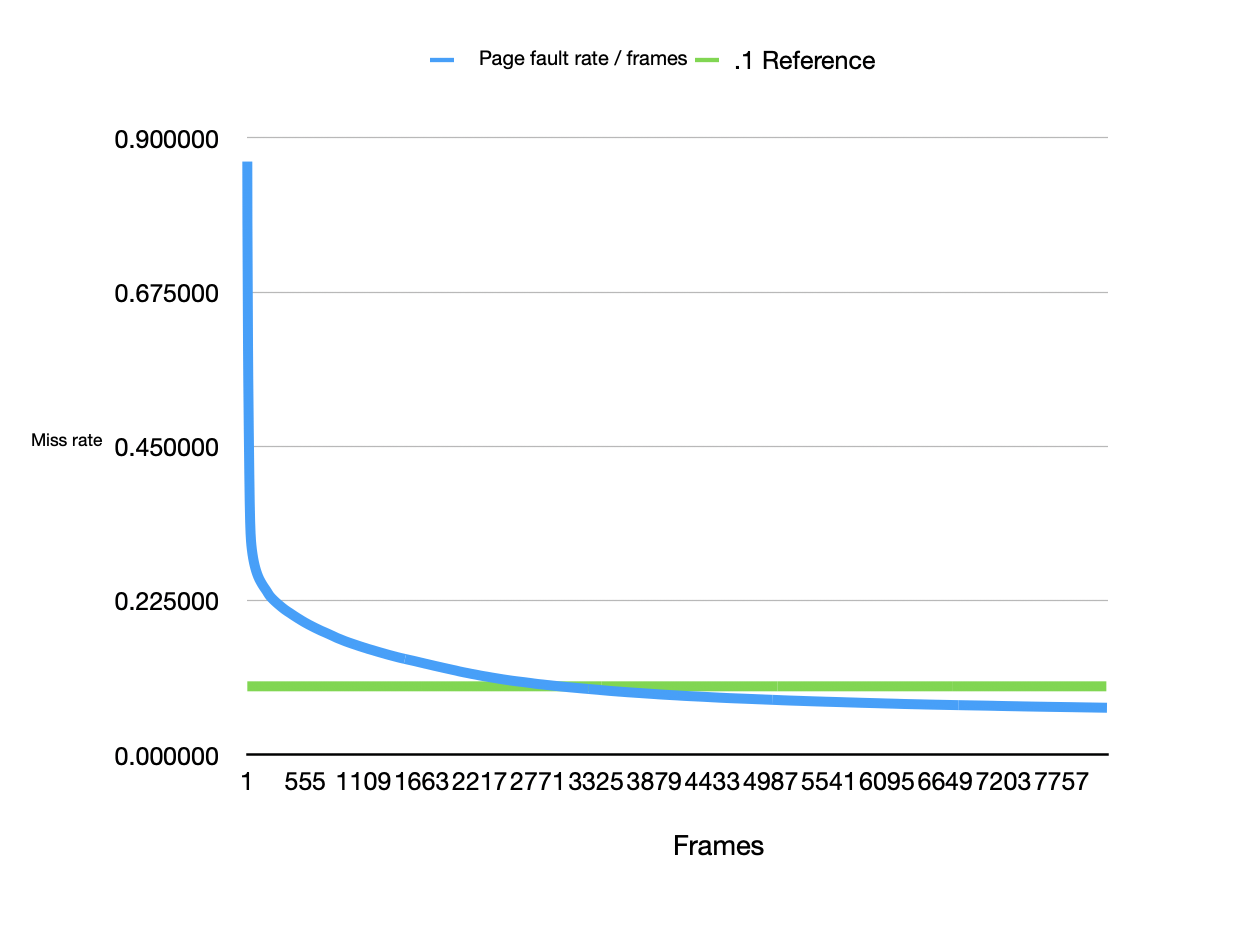 Page fault rate / frames .1 Reference
0.900000
0.675000
Miss rate 0.450000
0.225000
0.000000
1 555 1109 1663 2217 2771 3325 3879 4433 4987 5541 6095 6649 7203 7757
Frames